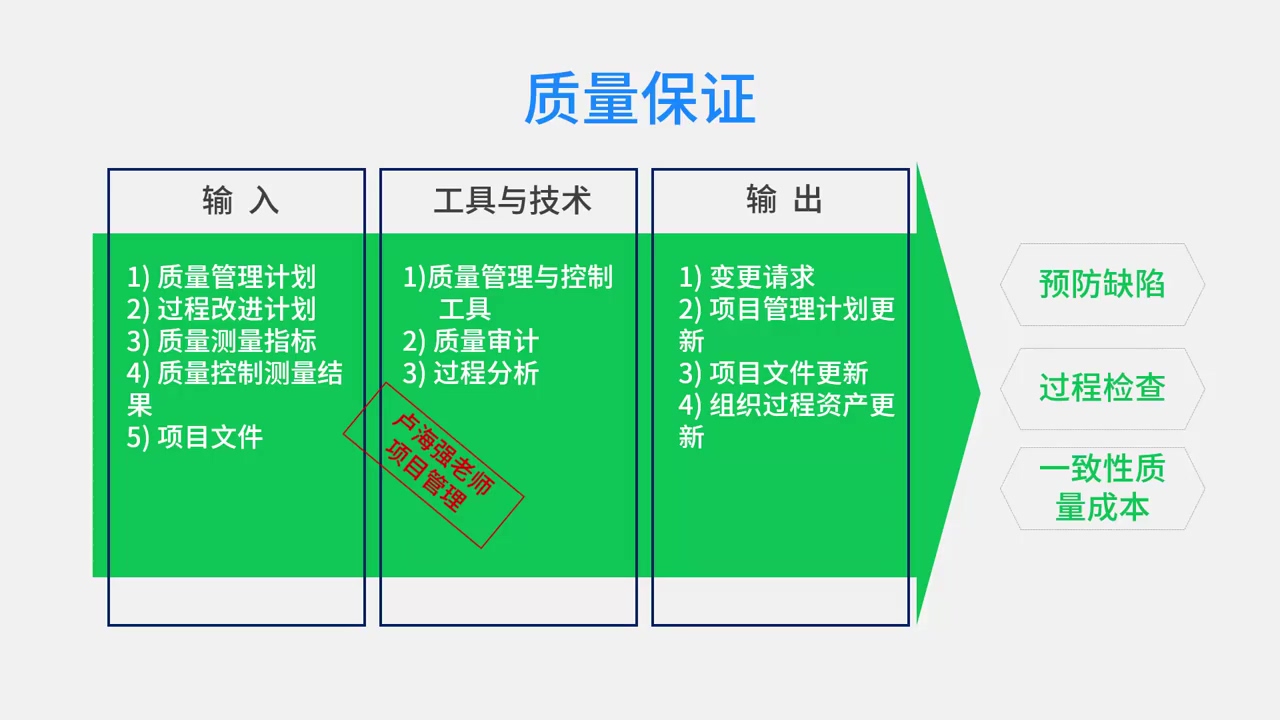 质量保证
输 入
1) 质量管理计划
2) 过程改进计划
3) 质量测量指标
4) 质量控制测量结
果
5) 项目文件
工具与技术
1)质量管理与控制
工具
2) 质量审计
3) 过程分析
卢海强老师
项目管理
输 出
1) 变更请求
2) 项目管理计划更
新
3) 项目文件更新
4) 组织过程资产更
新
预防缺陷
过程检查
一致性质
量成本